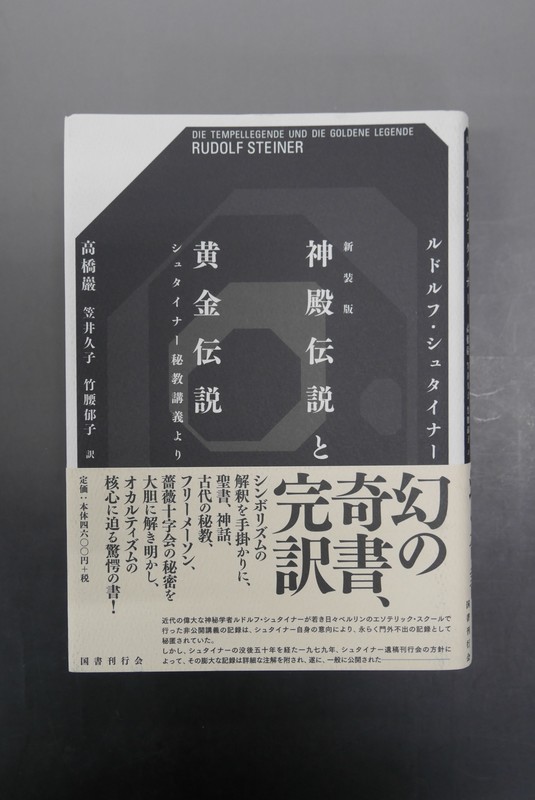 DIE TEMPELLEGENDE UND DIE GOLDENE LEGENDE
RUDOLF STEINER
ルドルフ・シュタイナー
新装版
神殿伝説と
黄金伝説
シュタイナー秘教講義より
高橋巖 笠井久子 竹腰郁子 訳
幻の
奇書、
完訳
シンボリズムの
解釈を手掛かりに、
聖書、神話、
古代の秘教、
フリーメーソン、
薔薇十字会の秘密を
大胆に解き明かし、
オカルティズムの
核心に迫る驚愕の書！
定価：本体四六〇〇円＋税
近代の偉大な神秘学者ルドルフ・シュタイナーが若き日々ベルリンのエソテリック・スクールで
行った非公開講義の記録は、シュタイナー自身の意向により、永らく門外不出の記録として
秘匿されていた。
しかし、シュタイナーの没後五十年を経た一九七九年、シュタイナー遺稿刊行会の方針に
よって、その膨大な記録は詳細な注解を附され、遂に、一般に公開された
国書刊行会
国書刊行会